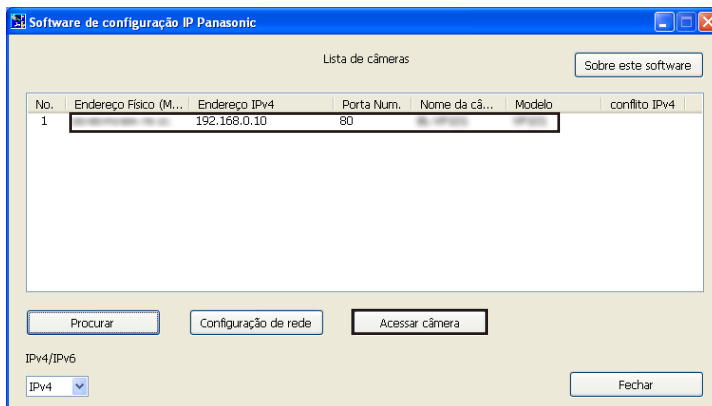 Software de configuração IP Panasonic
Lista de câmeras
Sobre este software
No. Endereço Físico (M... Endereço IPv4 Porta Num. Nome da câ... Modelo conflito IPv4
1 192.168.0.10 80
Procurar Configuração de rede Acessar câmera
IPv4/IPv6
IPv4 Fechar